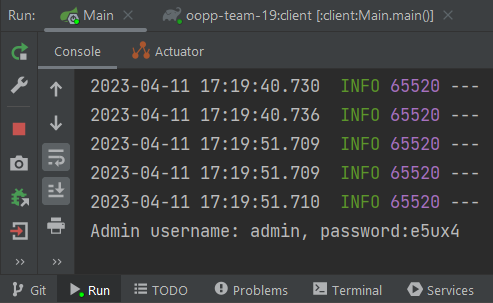 Run: Main oopp-team-19:client [:client:Main.main()]
Console Actuator
2023-04-11 17:19:40.730 INFO 65520 ---
2023-04-11 17:19:40.736 INFO 65520 ---
2023-04-11 17:19:51.709 INFO 65520 ---
2023-04-11 17:19:51.709 INFO 65520 ---
2023-04-11 17:19:51.710 INFO 65520 ---
Admin username: admin, password:e5ux4
Git Run TODO Problems Terminal Services